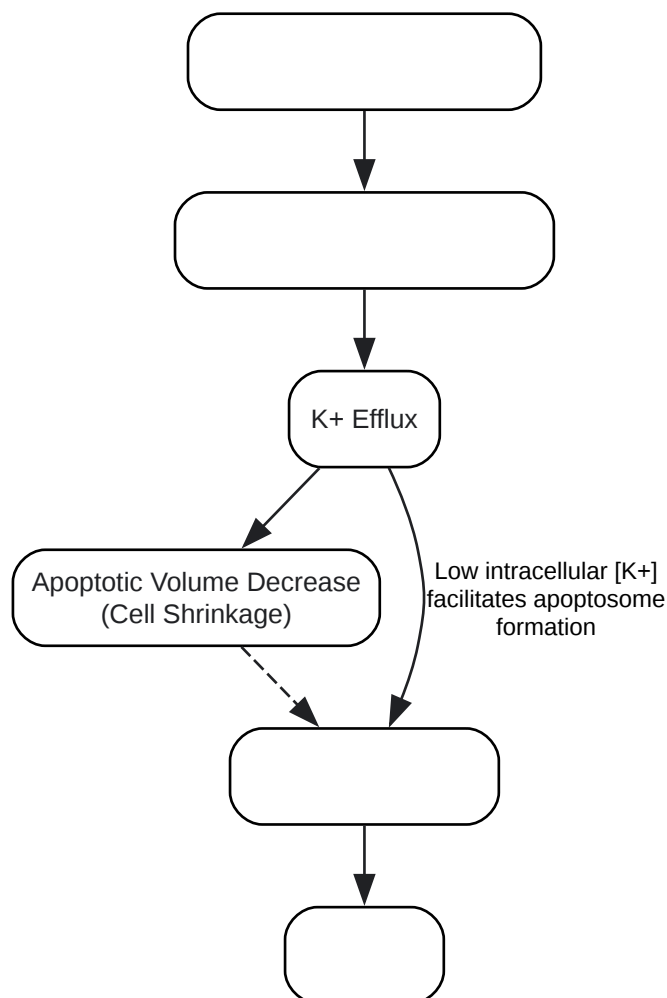 K+ Efflux
Apoptotic Volume Decrease
(Cell Shrinkage)
Low intracellular [K+]
facilitates apoptosome
formation